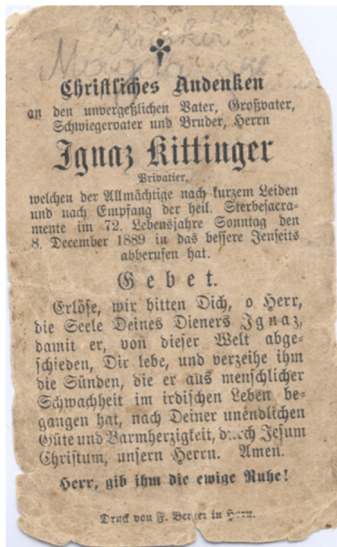 Christliches Andenken
an den unvergeßlichen Vater, Großvater,
Schwiegervater und Bruder, Herrn
Ignaz Kittinger
Privatier,
welchen der Allmächtige nach kurzem Leiden
und nach Empfang der heil. Sterbesacra-
mente im 72. Lebensjahre Sonntag den
8. December 1889 in das bessere Jenseits
abberufen hat.
Gebet.
Erlöse, wir bitten Dich, o Herr,
die Seele Deines Dieners Ignaz,
damit er, von dieser Welt abge-
schieden, Dir lebe, und verzeihe ihm
die Sünden, die er aus menschlicher
Schwachheit im irdischen Leben be-
gangen hat, nach Deiner unendlichen
Güte und Barmherzigkeit, durch Jesum
Christum, unsern Herrn. Amen.
Herr, gib ihm die ewige Ruhe!
Druck von F. Berger in Horn.